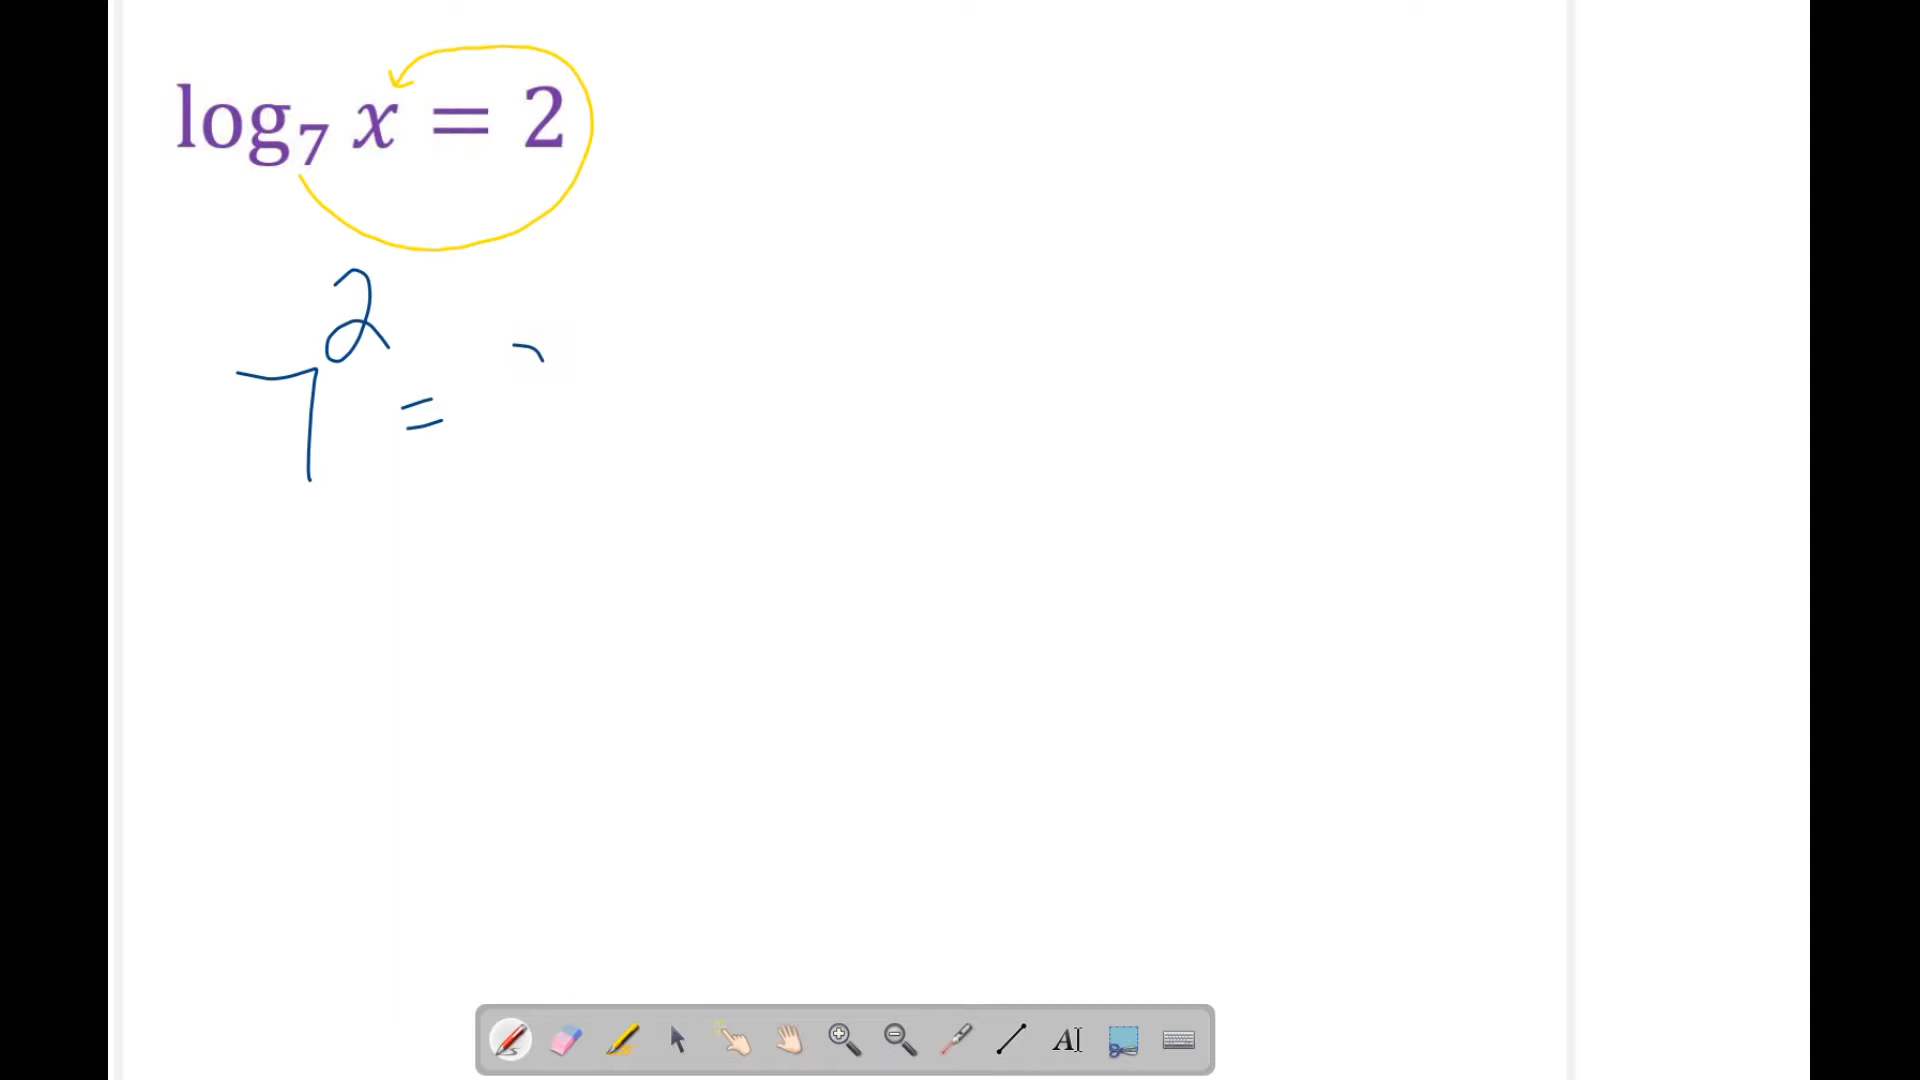 log₇ x = 2
7² =